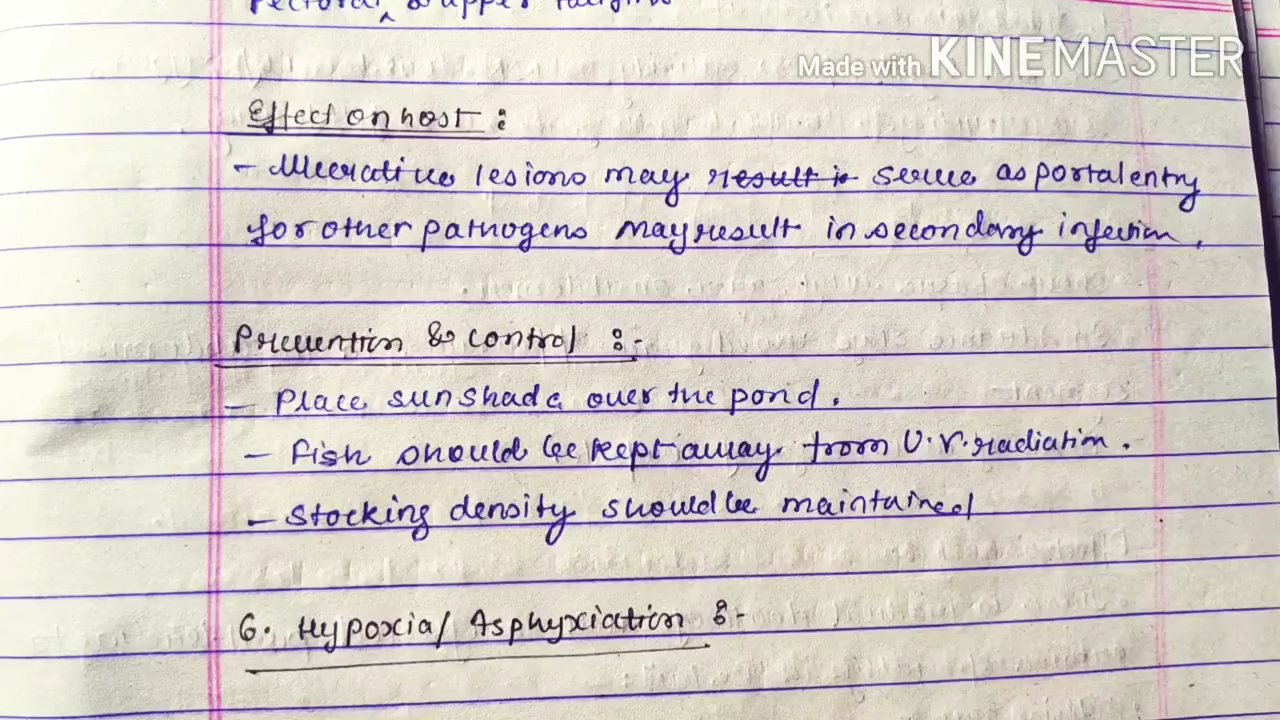 Pectoral & upper
Made with KINEMASTER
Effect on host :
- Ulcerative lesions may result in serve as portal entry
for other pathogens may result in secondary infection.
Prevention & control :-
- Place sunshade over the pond.
- Fish should be kept away from U.V. radiation.
- Stocking density should be maintained
6. Hypoxia/ Asphyxiation :-